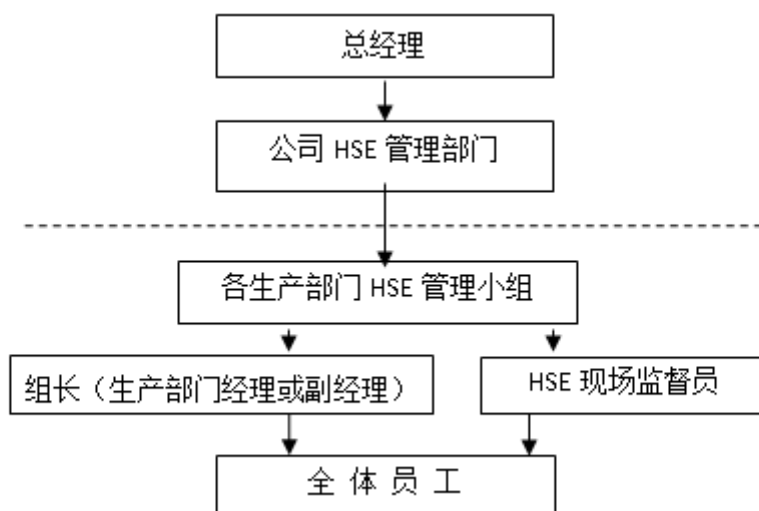 总经理
公司 HSE 管理部门
各生产部门 HSE 管理小组
组长（生产部门经理或副经理）
HSE 现场监督员
全 体 员 工